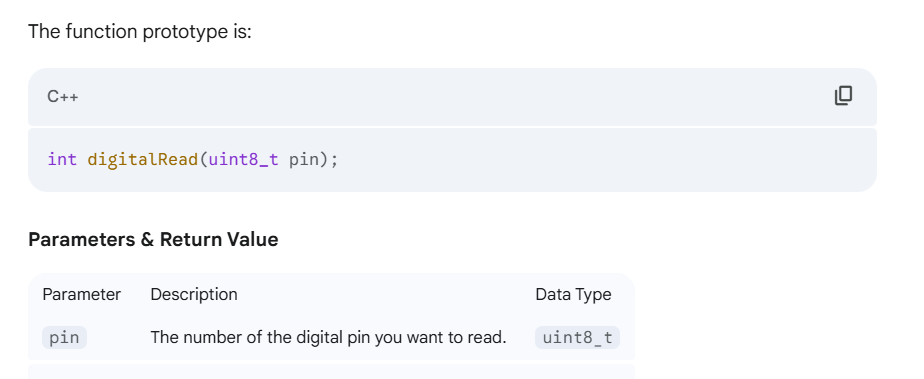 The function prototype is:
C++
int digitalRead(uint8_t pin);
Parameters & Return Value
Parameter Description Data Type
pin The number of the digital pin you want to read. uint8_t